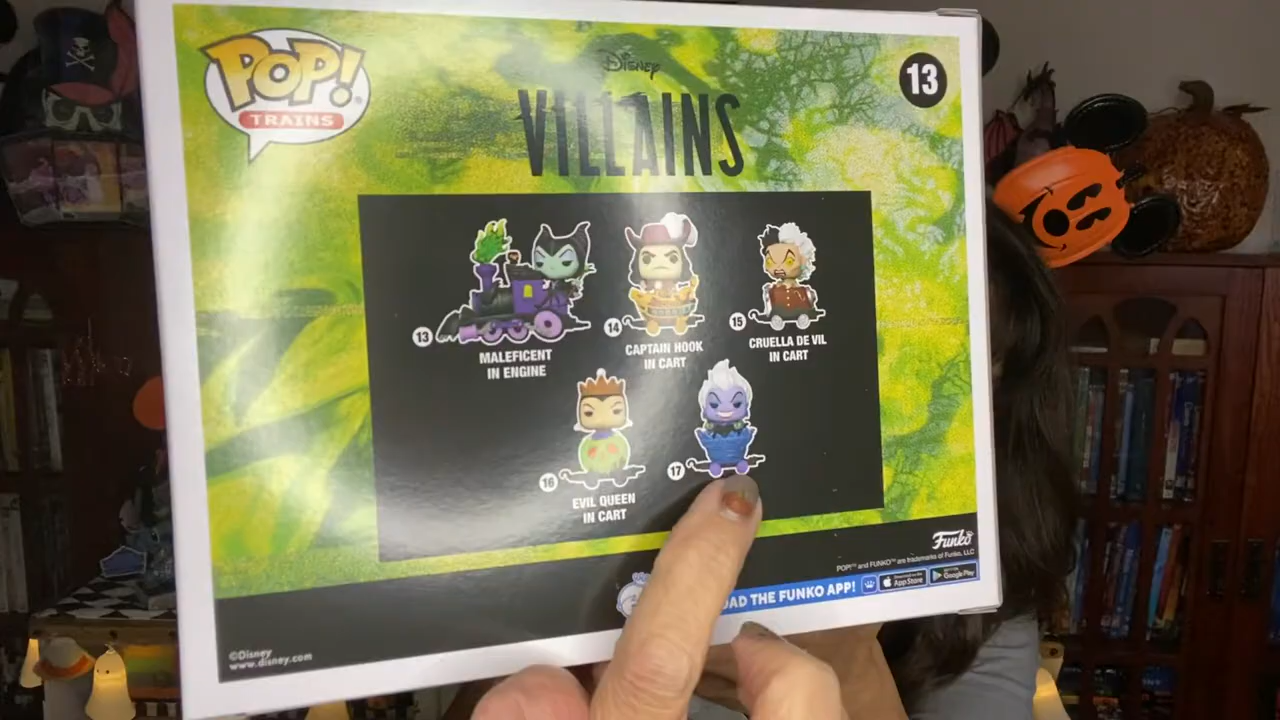 POP!
TRAINS
Disney
VILLAINS
13
13
MALEFICENT
IN ENGINE
14
CAPTAIN HOOK
IN CART
15
CRUELLA DE VIL
IN CART
16
EVIL QUEEN
IN CART
17
Funko
POP!™ and FUNKO™ are trademarks of Funko, LLC
THE FUNKO APP!
App Store
Google Play
©Disney
www.disney.com